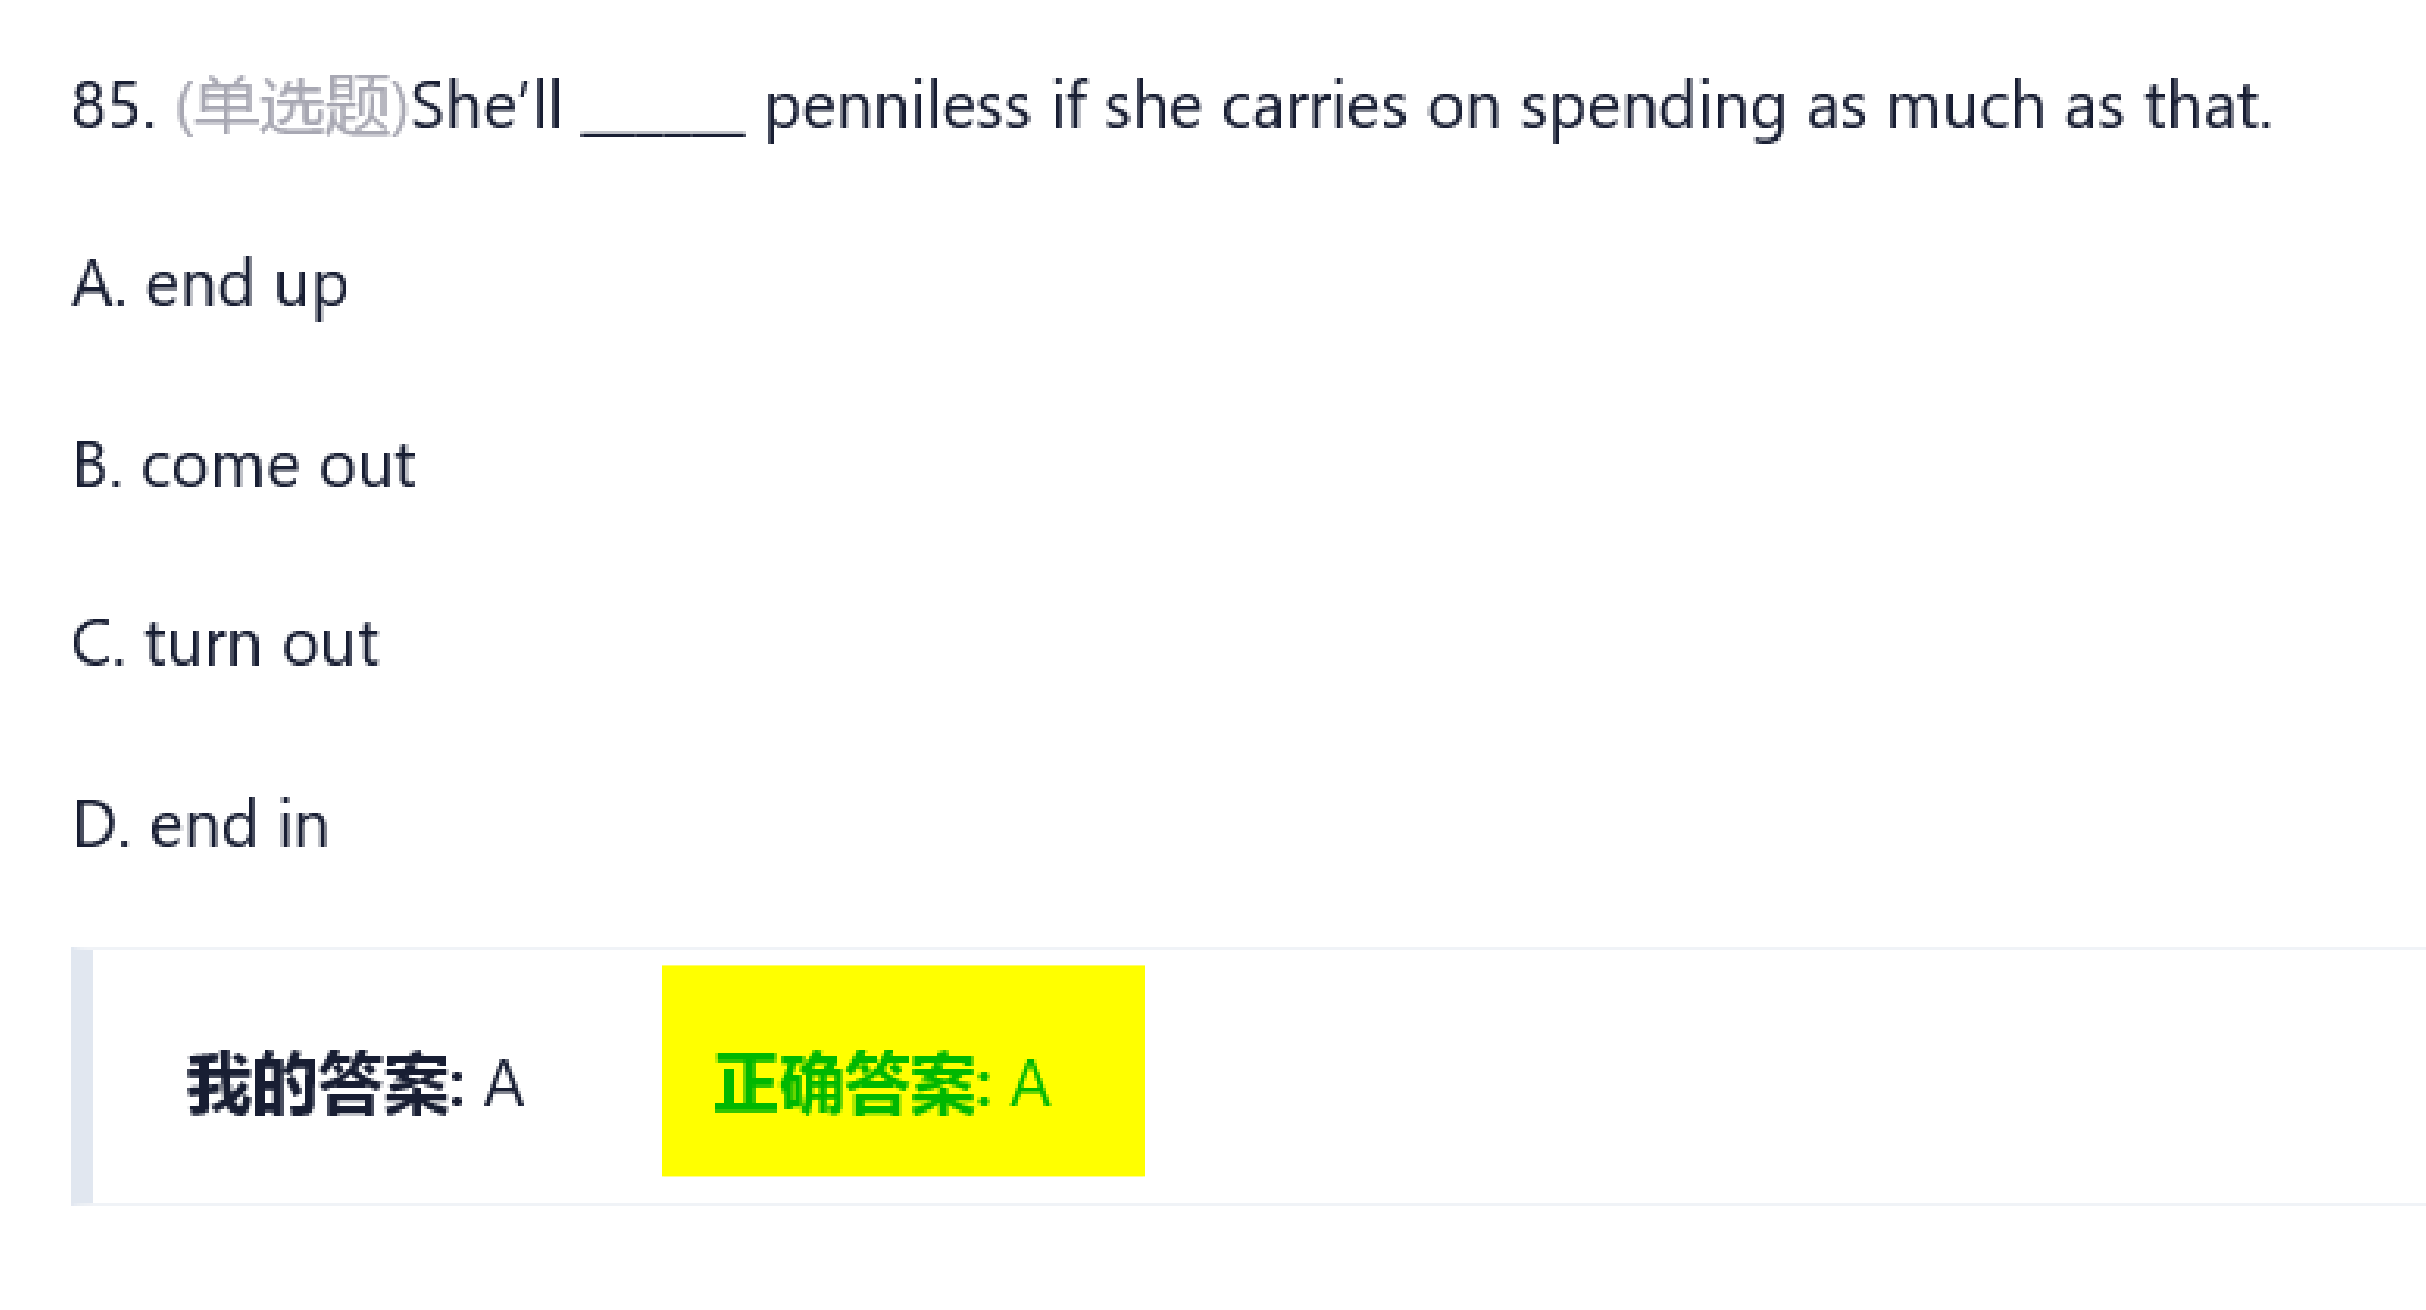 85. (单选题)She’ll ______ penniless if she carries on spending as much as that.
A. end up
B. come out
C. turn out
D. end in
我的答案: A 正确答案: A